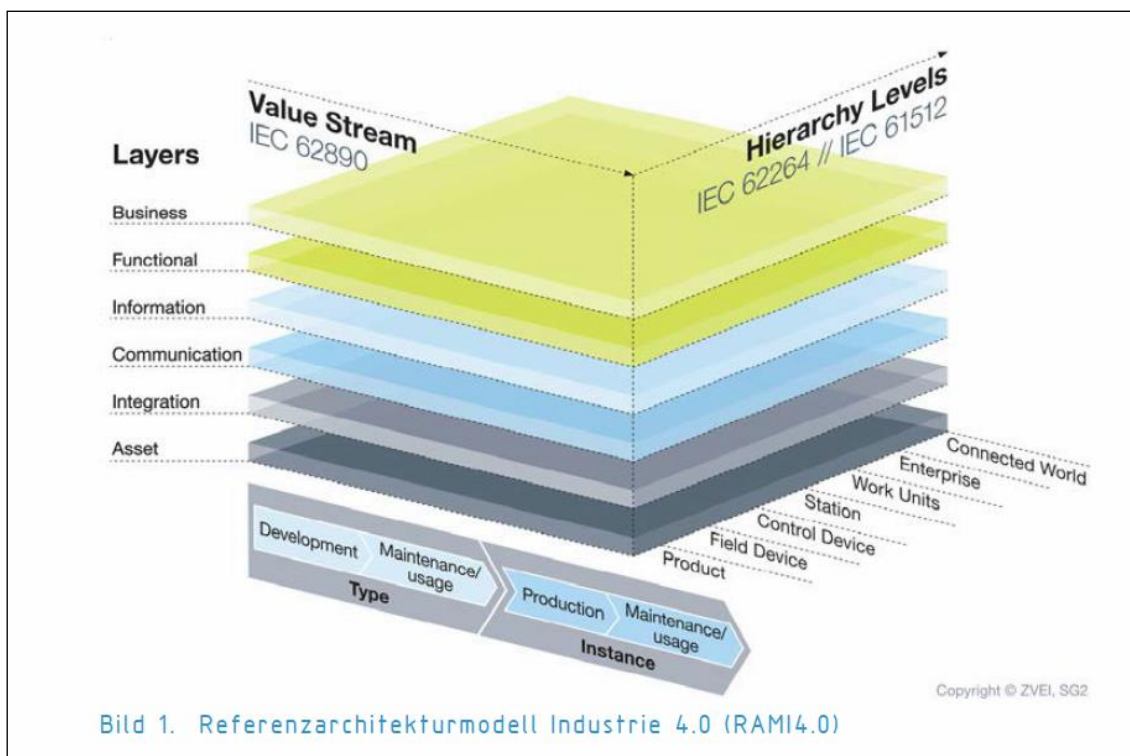 Value Stream
IEC 62890
Hierarchy Levels
IEC 62264 // IEC 61512
Layers
Business
Functional
Information
Communication
Integration
Asset
Connected World
Enterprise
Work Units
Station
Control Device
Field Device
Product
Development
Maintenance/
usage
Type
Production
Maintenance/
usage
Instance
Copyright © ZVEI, SG2
Bild 1. Referenzarchitekturmodell Industrie 4.0 (RAMI4.0)